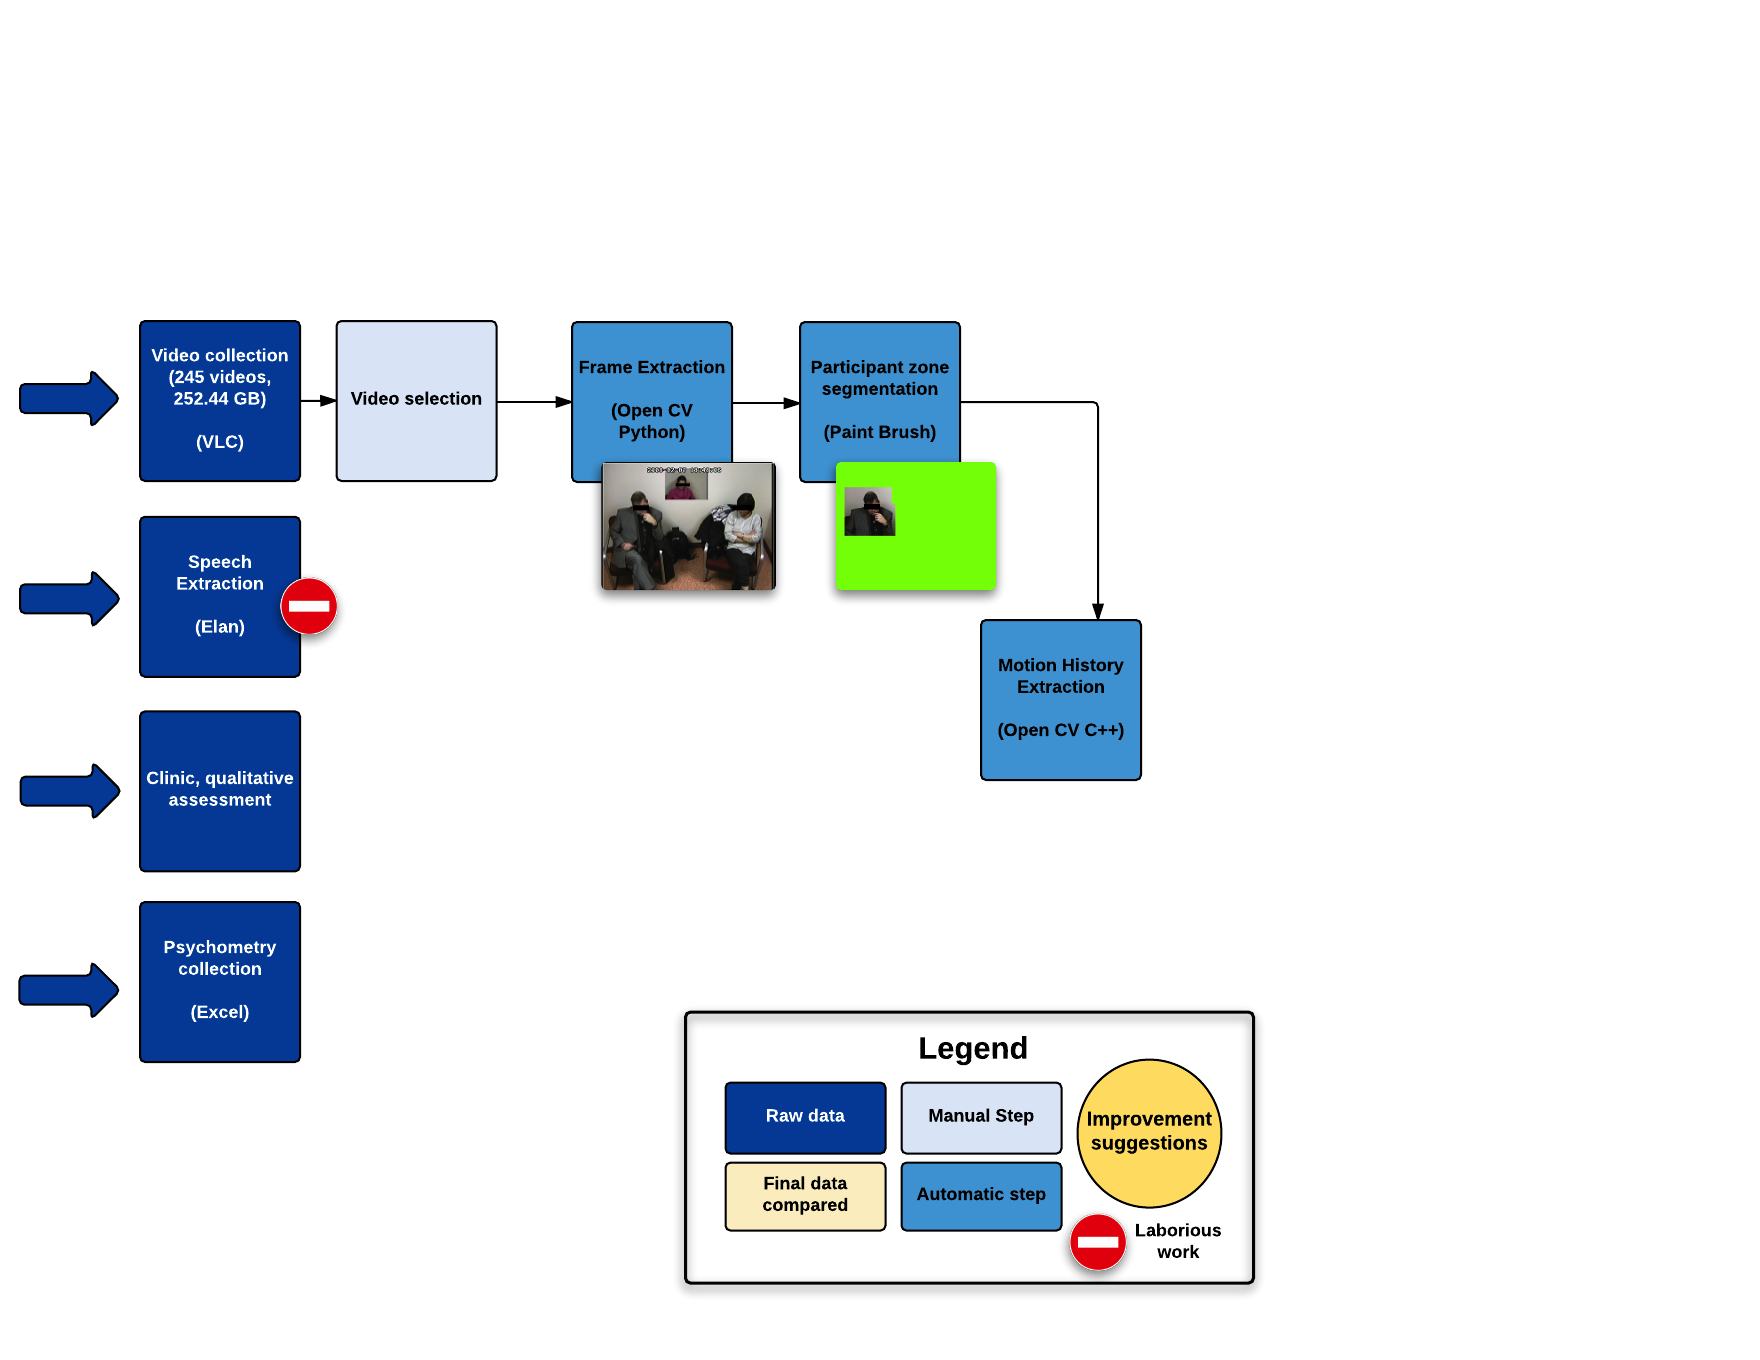 Video collection
(245 videos,
252.44 GB)
(VLC)
Video selection
Frame Extraction
(Open CV
Python)
Participant zone
segmentation
(Paint Brush)
Speech
Extraction
(Elan)
Motion History
Extraction
(Open CV C++)
Clinic, qualitative
assessment
Psychometry
collection
(Excel)
Legend
Raw data
Manual Step
Improvement
suggestions
Final data
compared
Automatic step
Laborious
work